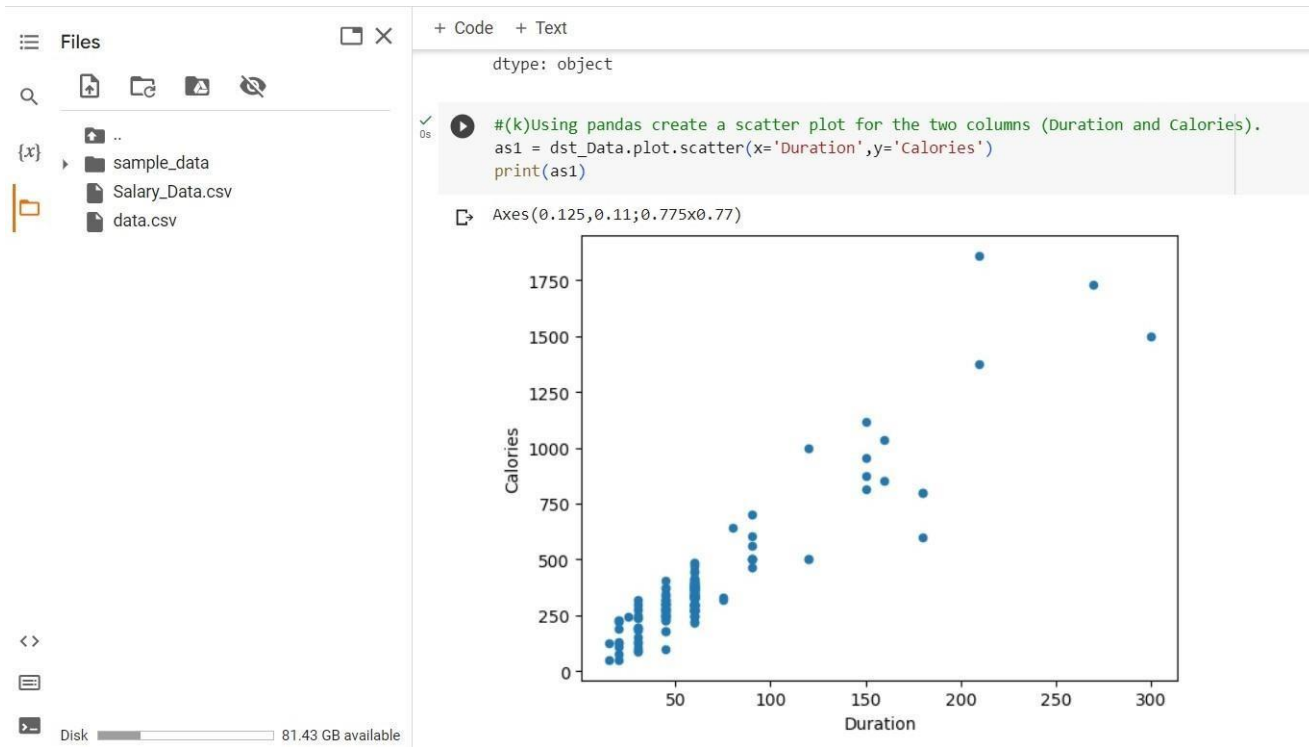 Files
..
{x}
sample_data
Salary_Data.csv
data.csv
<>
Disk
81.43 GB available
+ Code + Text
dtype: object
0s
#(k)Using pandas create a scatter plot for the two columns (Duration and Calories).
as1 = dst_Data.plot.scatter(x='Duration',y='Calories')
print(as1)
Axes(0.125,0.11;0.775x0.77)
1750
1500
1250
1000
750
500
250
0
Calories
50 100 150 200 250 300
Duration